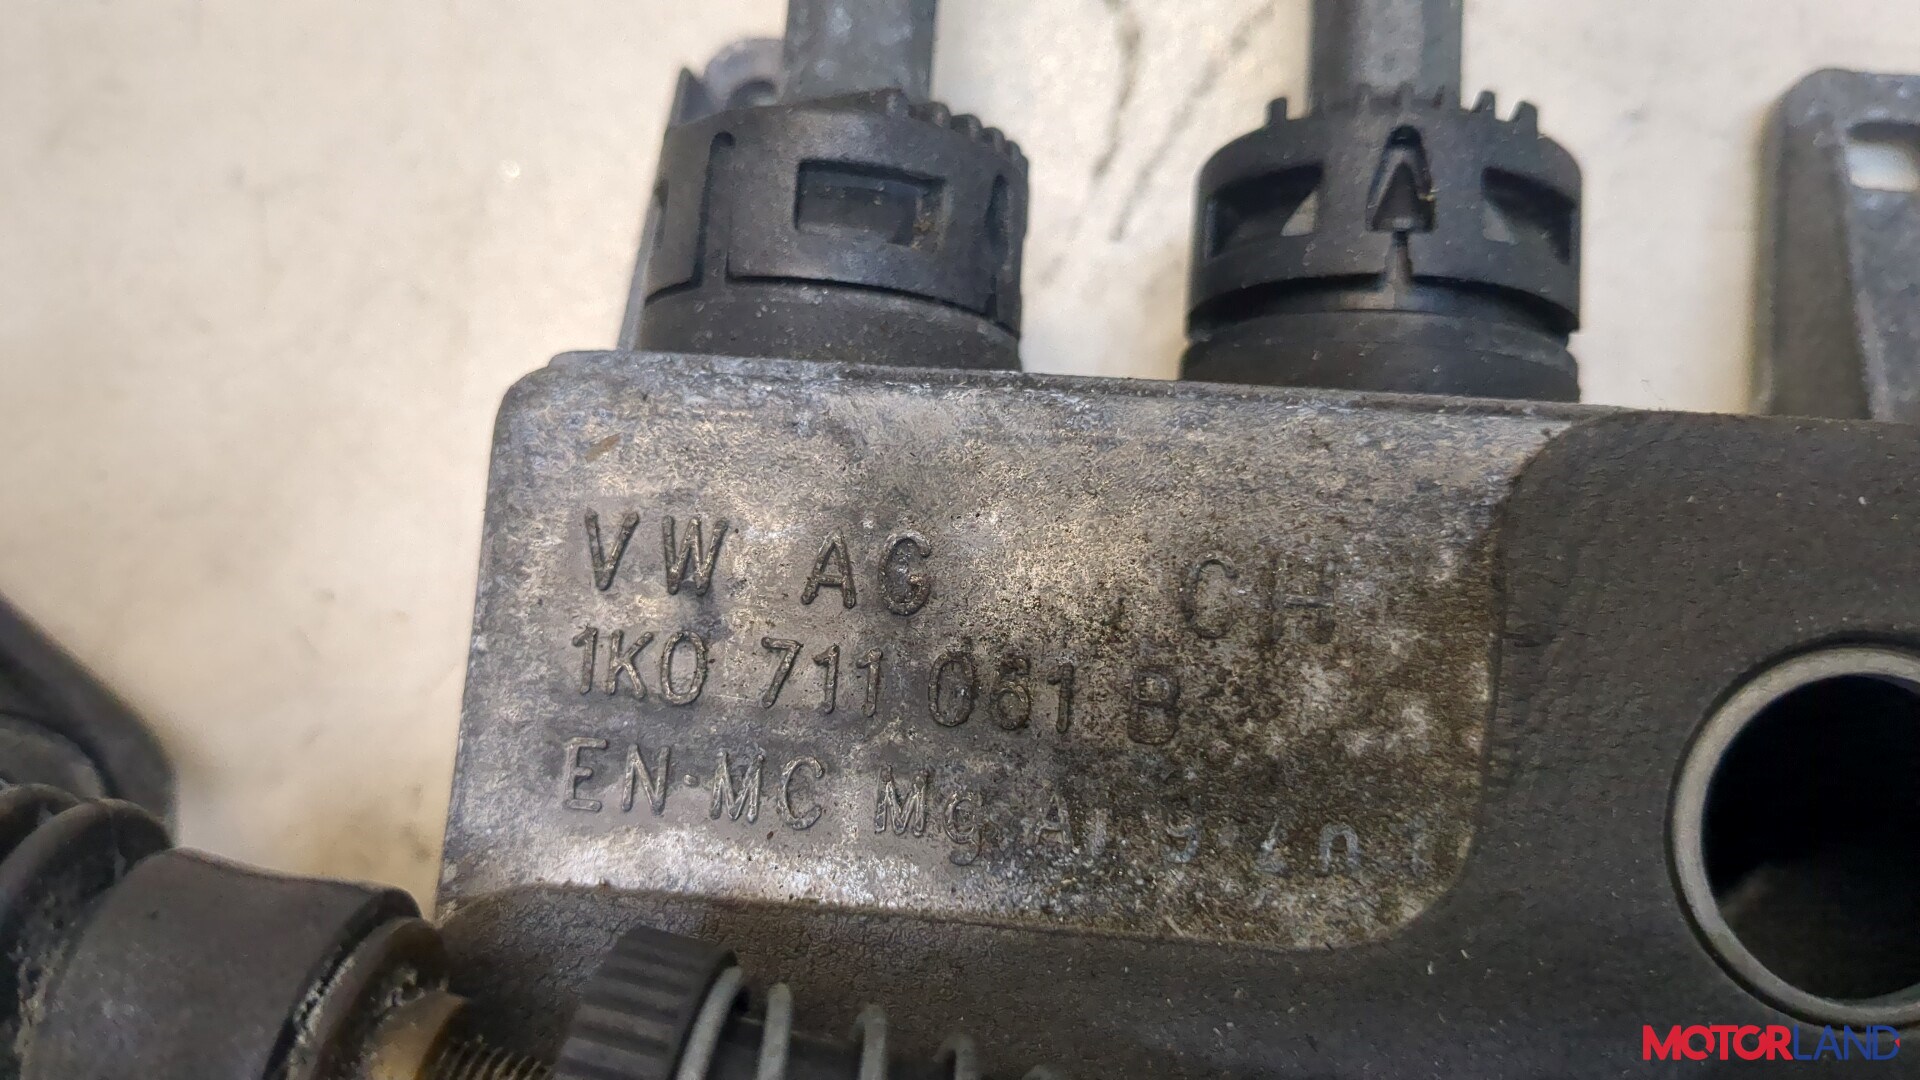 VW AG CH
1K0 711 061 B
EN-MC Mg Al 9 Zn 1
MOTORLAND